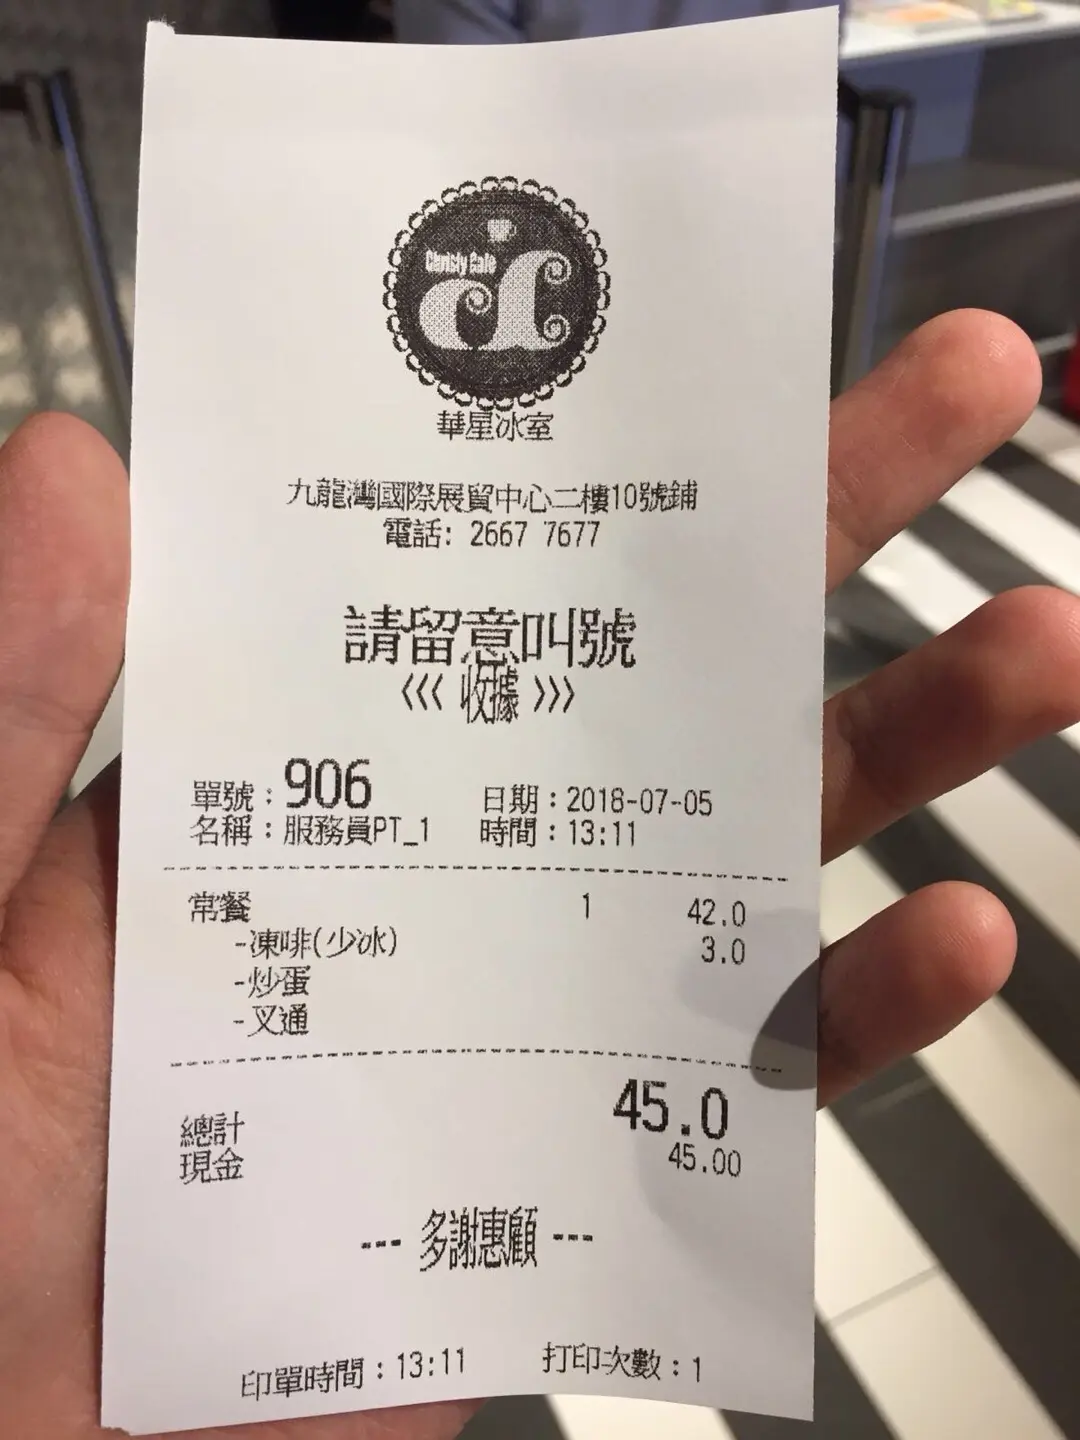 Christy Cafe
華星冰室
九龍灣國際展貿中心二樓10號鋪
電話: 2667 7677
請留意叫號
<<< 收據 >>>
單號：906 日期：2018-07-05
名稱：服務員PT_1 時間：13:11
常餐 1 42.0
-凍啡(少冰) 3.0
-炒蛋
-叉通
總計 45.0
現金 45.00
--- 多謝惠顧 ---
印單時間：13:11 打印次數：1